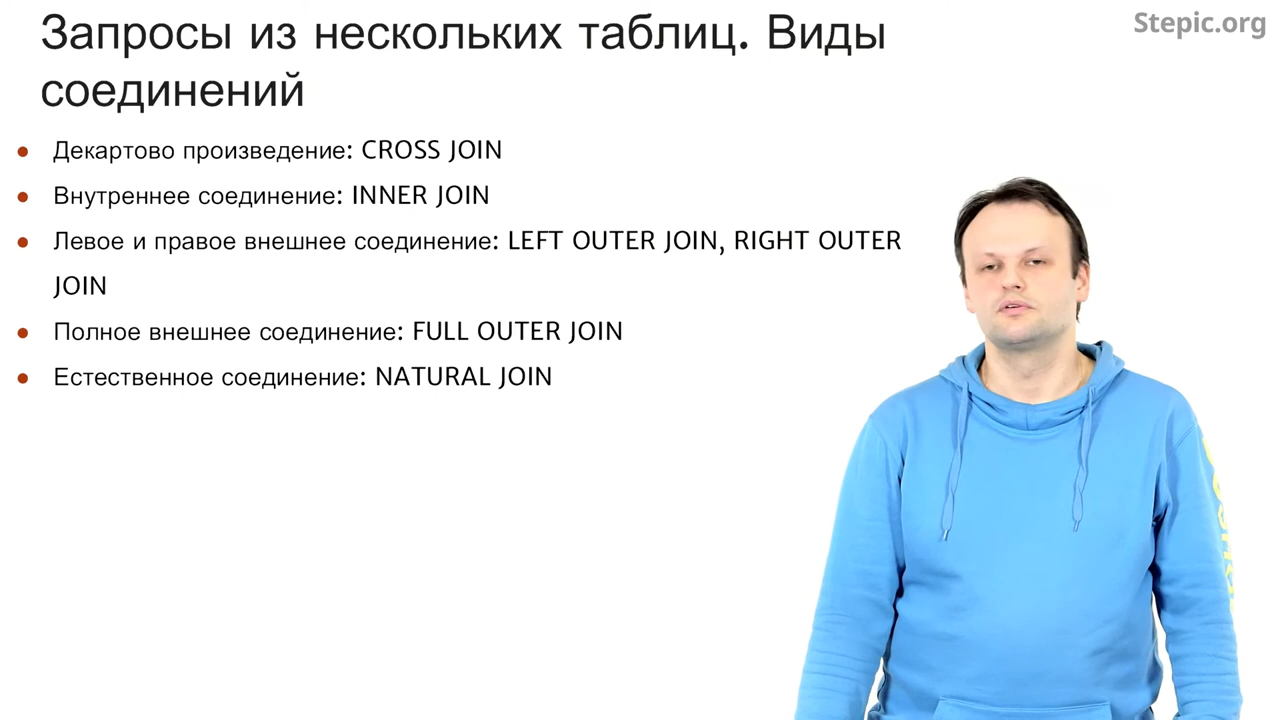 Запросы из нескольких таблиц. Виды
соединений
Stepic.org
● Декартово произведение: CROSS JOIN
● Внутреннее соединение: INNER JOIN
● Левое и правое внешнее соединение: LEFT OUTER JOIN, RIGHT OUTER
JOIN
● Полное внешнее соединение: FULL OUTER JOIN
● Естественное соединение: NATURAL JOIN